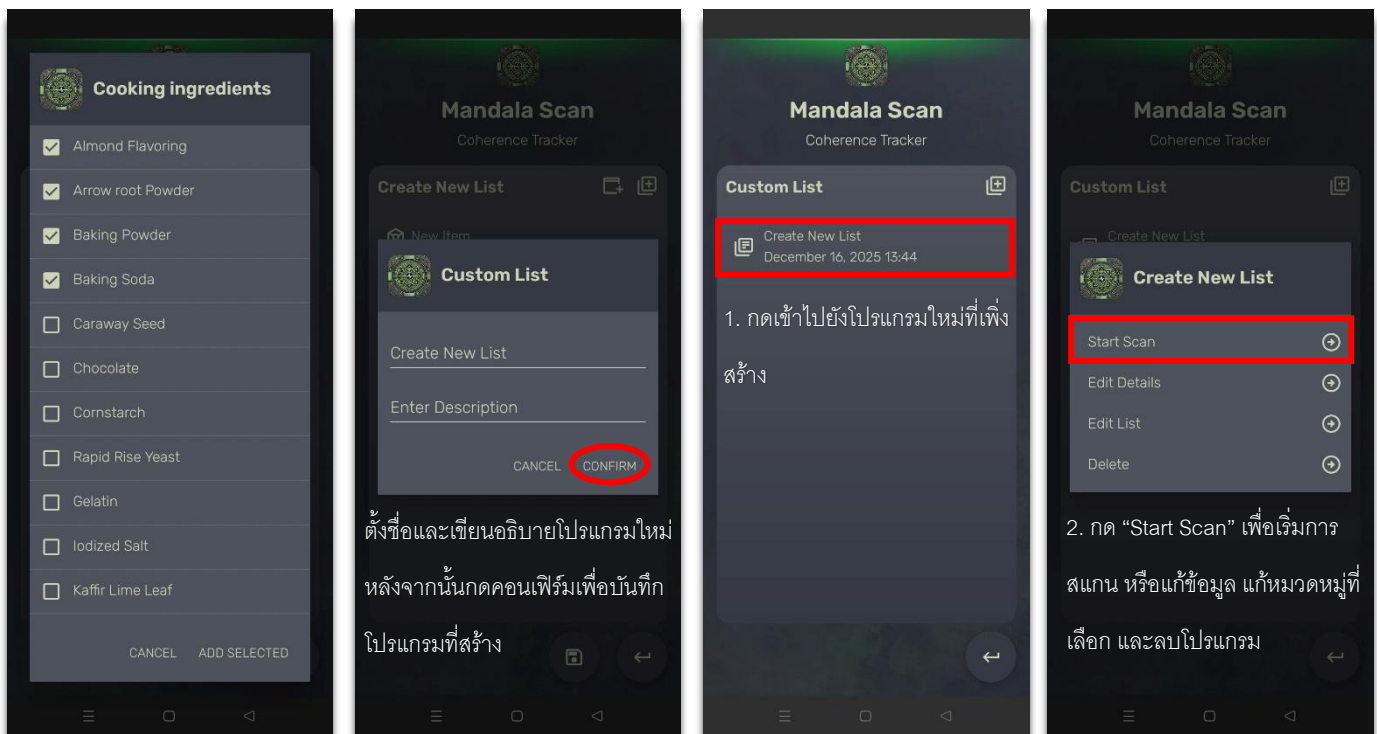 Cooking ingredients
Almond Flavoring
Arrow root Powder
Baking Powder
Baking Soda
Caraway Seed
Chocolate
Cornstarch
Rapid Rise Yeast
Gelatin
Iodized Salt
Kaffir Lime Leaf
CANCEL ADD SELECTED
Mandala Scan
Coherence Tracker
Create New List
New Item
Custom List
Create New List
Enter Description
CANCEL CONFIRM
ตั้งชื่อและเขียนอธิบายโปรแกรมใหม่
หลังจากนั้นกดคอนเฟิร์มเพื่อบันทึก
โปรแกรมที่สร้าง
Mandala Scan
Coherence Tracker
Custom List
Create New List
December 16, 2025 13:44
1. กดเข้าไปยังโปรแกรมใหม่ที่เพิ่ง
สร้าง
Mandala Scan
Coherence Tracker
Custom List
Create New List
Create New List
Start Scan
Edit Details
Edit List
Delete
2. กด “Start Scan” เพื่อเริ่มการ
สแกน หรือแก้ข้อมูล แก้หมวดหมู่ที่
เลือก และลบโปรแกรม